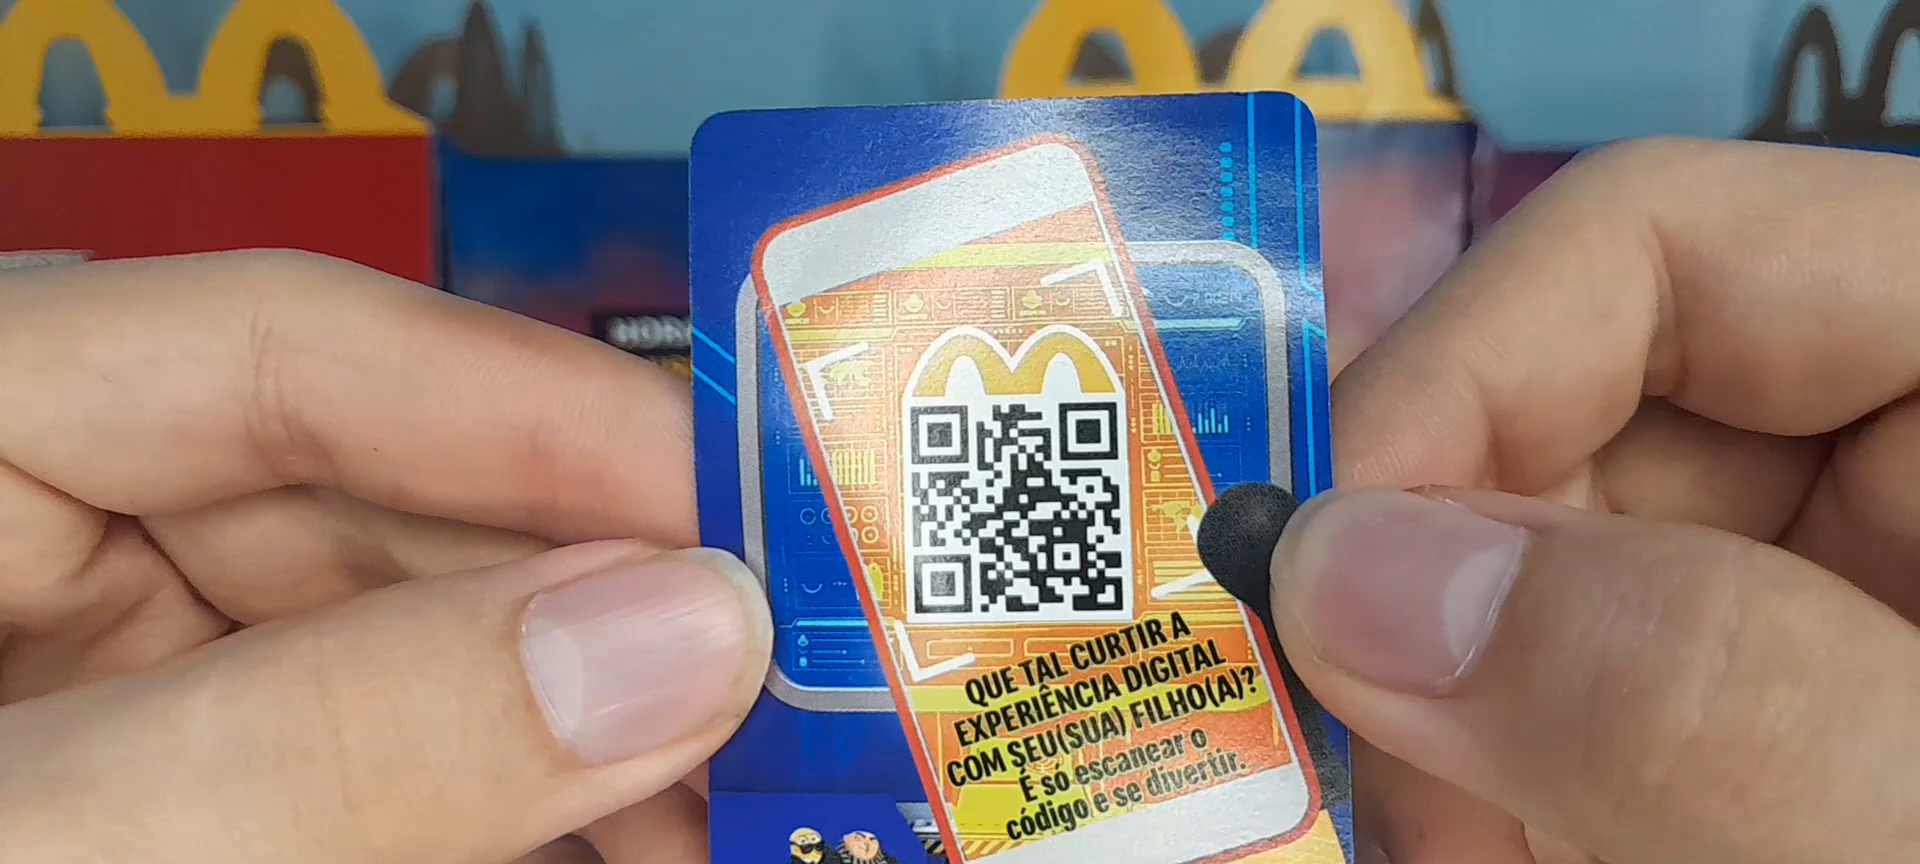 QUE TAL CURTIR A
EXPERIÊNCIA DIGITAL
COM SEU(SUA) FILHO(A)?
É só escanear o
código e se divertir.